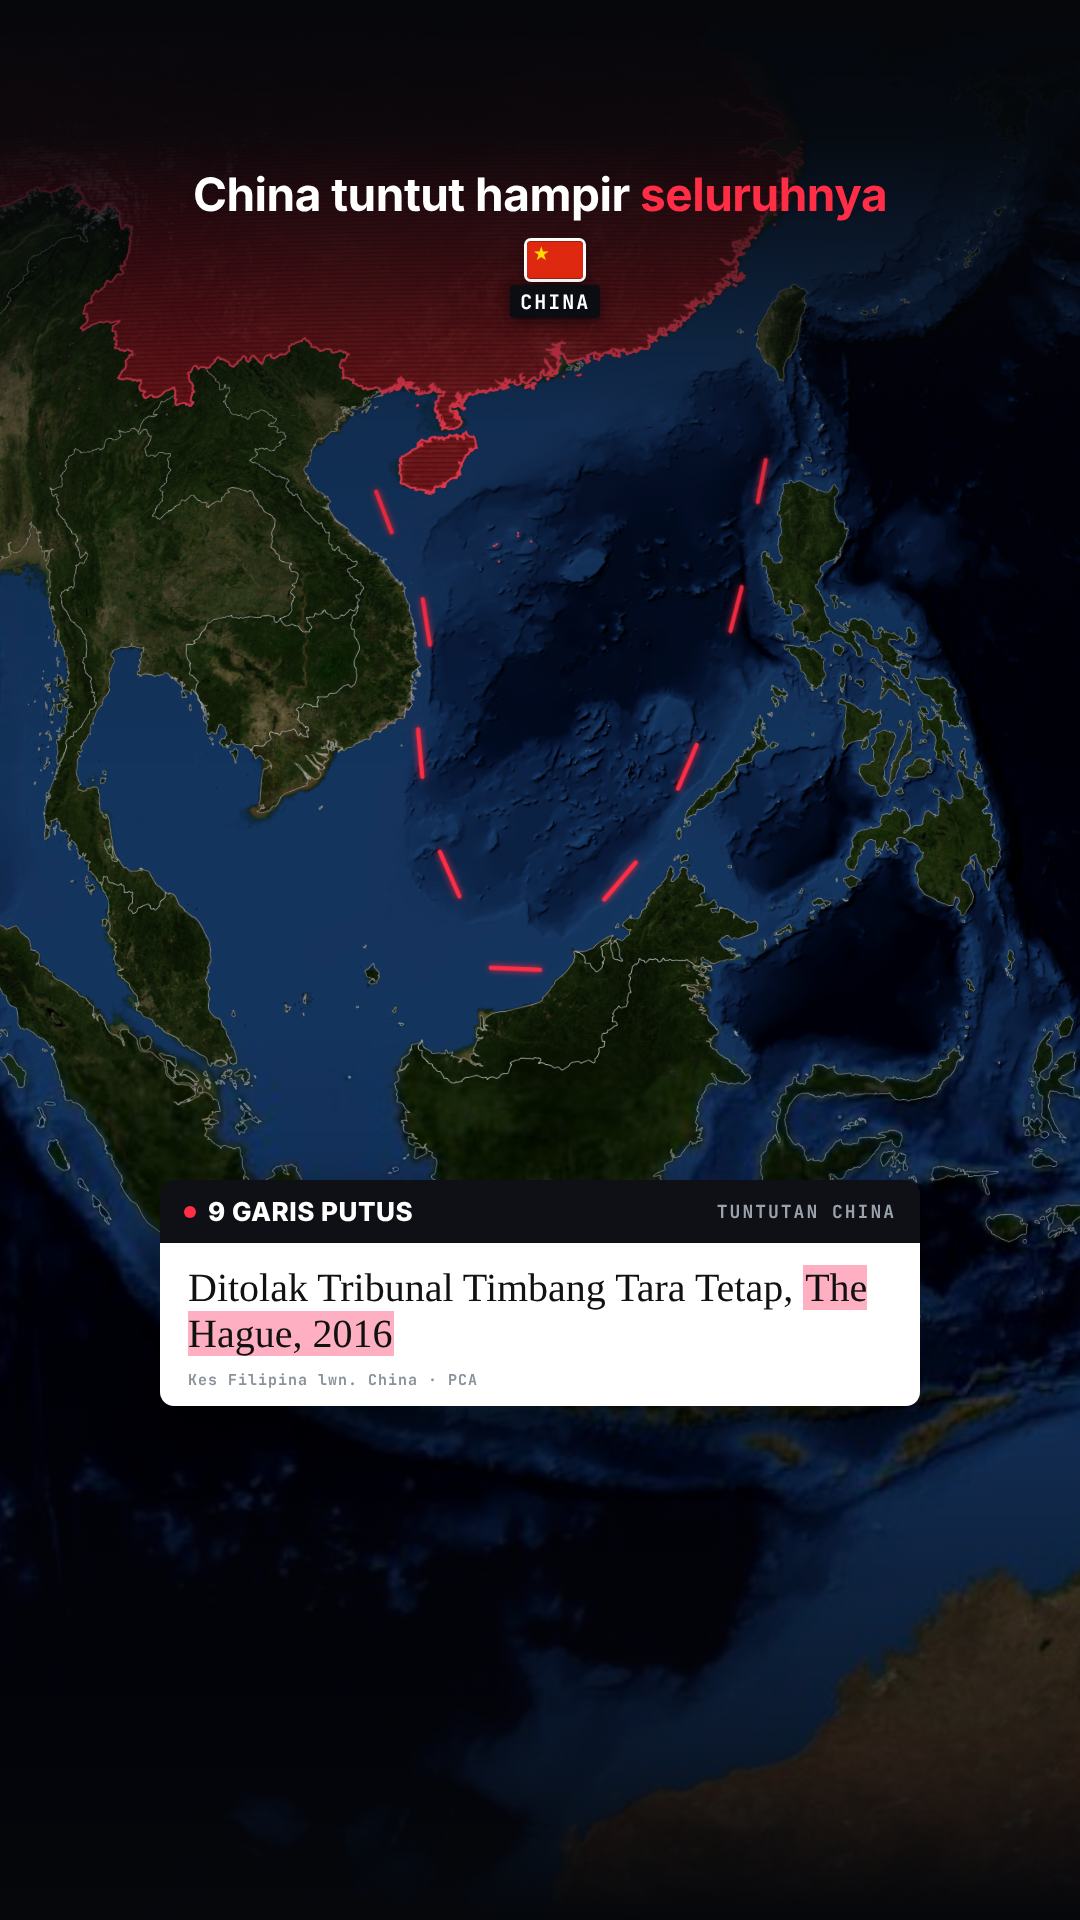 China tuntut hampir seluruhnya
CHINA
9 GARIS PUTUS
TUNTUTAN CHINA
Ditolak Tribunal Timbang Tara Tetap, The
Hague, 2016
Kes Filipina lwn. China · PCA